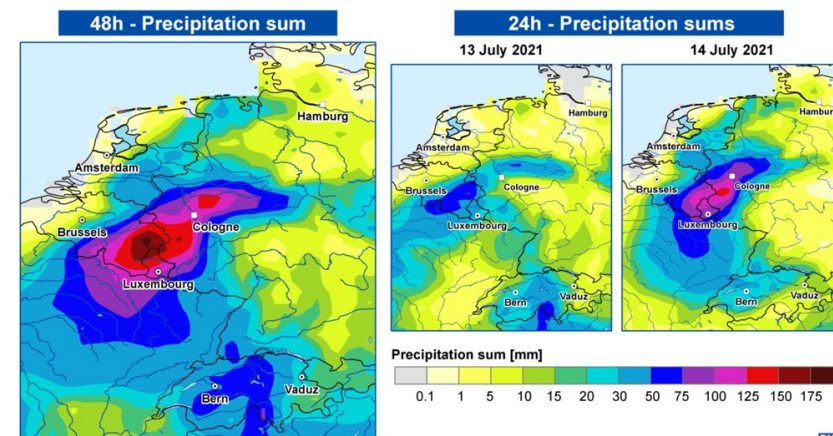 48h - Precipitation sum
24h - Precipitation sums
13 July 2021
14 July 2021
Hamburg
Amsterdam
Brussels
Cologne
Luxembourg
Bern
Vaduz
Hamburg
Amsterdam
Brussels
Cologne
Luxembourg
Bern
Vaduz
Hambur
Amsterdam
Brussels
Cologne
Luxembourg
Bern
Vaduz
Precipitation sum [mm]
0.1 1 5 10 15 20 30 50 75 100 125 150 175